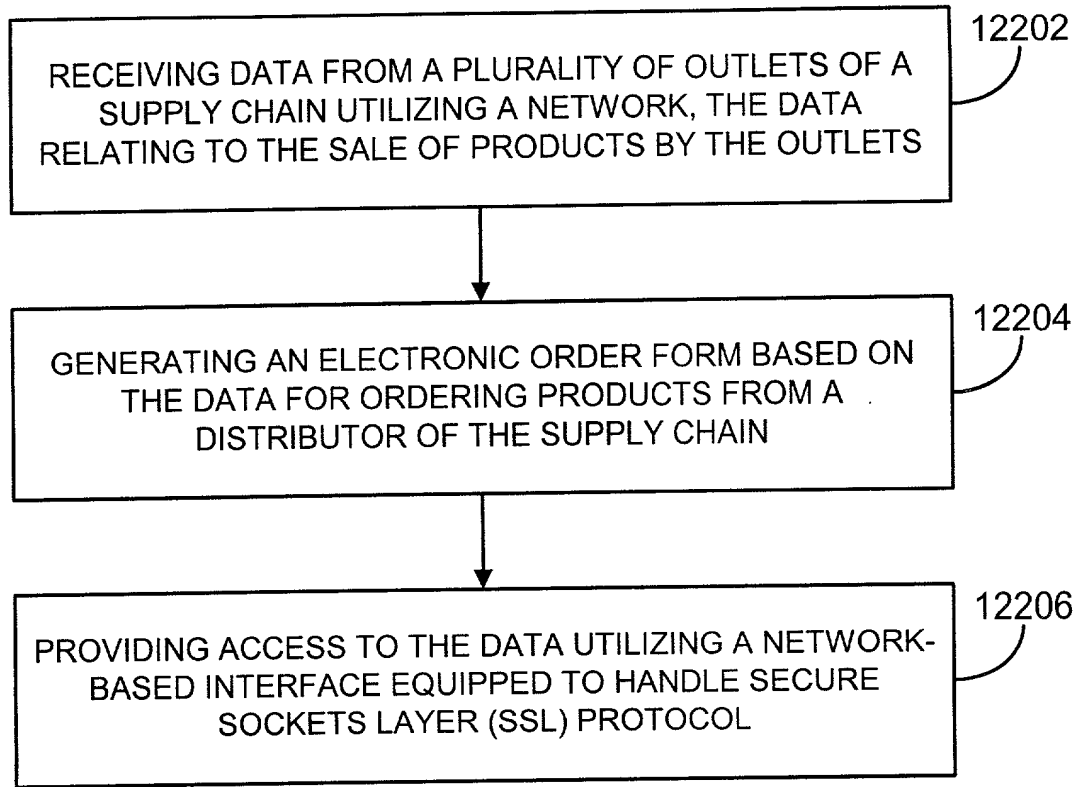 12202
RECEIVING DATA FROM A PLURALITY OF OUTLETS OF A
SUPPLY CHAIN UTILIZING A NETWORK, THE DATA
RELATING TO THE SALE OF PRODUCTS BY THE OUTLETS
12204
GENERATING AN ELECTRONIC ORDER FORM BASED ON
THE DATA FOR ORDERING PRODUCTS FROM A
DISTRIBUTOR OF THE SUPPLY CHAIN
12206
PROVIDING ACCESS TO THE DATA UTILIZING A NETWORK-
BASED INTERFACE EQUIPPED TO HANDLE SECURE
SOCKETS LAYER (SSL) PROTOCOL